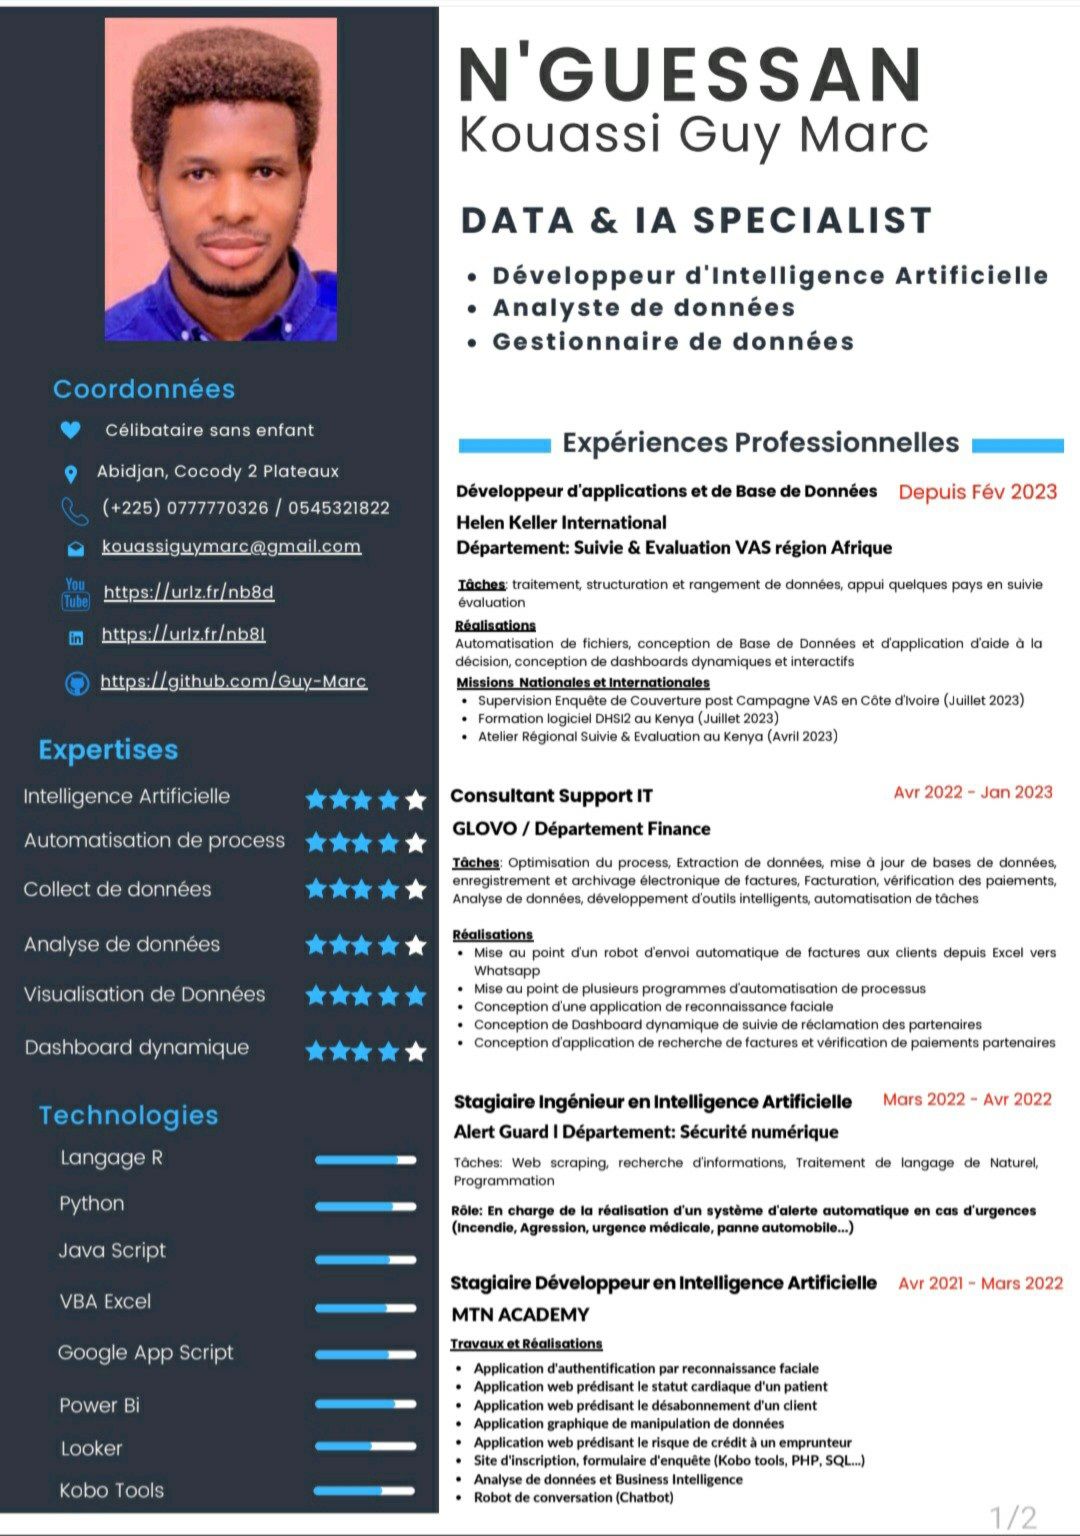 N'GUESSAN
Kouassi Guy Marc
DATA & IA SPECIALIST
• Développeur d'Intelligence Artificielle
• Analyste de données
• Gestionnaire de données
Coordonnées
Célibataire sans enfant
Abidjan, Cocody 2 Plateaux
(+225) 0777770326 / 0545321822
kouassiguymarc@gmail.com
You
Tube
https://urlz.fr/nb8d
in
https://urlz.fr/nb8l
https://github.com/Guy-Marc
Expertises
Intelligence Artificielle
Automatisation de process
Collect de données
Analyse de données
Visualisation de Données
Dashboard dynamique
Technologies
Langage R
Python
Java Script
VBA Excel
Google App Script
Power Bi
Looker
Kobo Tools
Expériences Professionnelles
Développeur d'applications et de Base de Données Depuis Fév 2023
Helen Keller International
Département: Suivie & Evaluation VAS région Afrique
Tâches: traitement, structuration et rangement de données, appui quelques pays en suivie
évaluation
Réalisations
Automatisation de fichiers, conception de Base de Données et d'application d'aide à la
décision, conception de dashboards dynamiques et interactifs
Missions Nationales et Internationales
• Supervision Enquête de Couverture post Campagne VAS en Côte d'Ivoire (Juillet 2023)
• Formation logiciel DHSI2 au Kenya (Juillet 2023)
• Atelier Régional Suivie & Evaluation au Kenya (Avril 2023)
Consultant Support IT Avr 2022 - Jan 2023
GLOVO / Département Finance
Tâches: Optimisation du process, Extraction de données, mise à jour de bases de données,
enregistrement et archivage électronique de factures, Facturation, vérification des paiements,
Analyse de données, développement d'outils intelligents, automatisation de tâches
Réalisations
• Mise au point d'un robot d'envoi automatique de factures aux clients depuis Excel vers
Whatsapp
• Mise au point de plusieurs programmes d'automatisation de processus
• Conception d'une application de reconnaissance faciale
• Conception de Dashboard dynamique de suivie de réclamation des partenaires
• Conception d'application de recherche de factures et vérification de paiements partenaires
Stagiaire Ingénieur en Intelligence Artificielle Mars 2022 - Avr 2022
Alert Guard l Département: Sécurité numérique
Tâches: Web scraping, recherche d'informations, Traitement de langage de Naturel,
Programmation
Rôle: En charge de la réalisation d'un système d'alerte automatique en cas d'urgences
(Incendie, Agression, urgence médicale, panne automobile...)
Stagiaire Développeur en Intelligence Artificielle Avr 2021 - Mars 2022
MTN ACADEMY
Travaux et Réalisations
• Application d'authentification par reconnaissance faciale
• Application web prédisant le statut cardiaque d'un patient
• Application web prédisant le désabonnement d'un client
• Application graphique de manipulation de données
• Application web prédisant le risque de crédit à un emprunteur
• Site d'inscription, formulaire d'enquête (Kobo tools, PHP, SQL...)
• Analyse de données et Business Intelligence
• Robot de conversation (Chatbot)
1/2